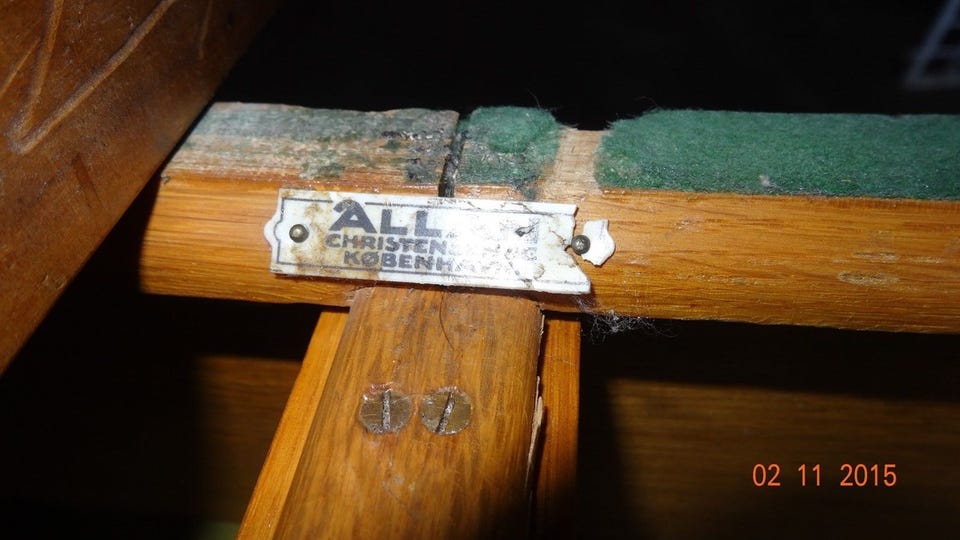 ALL
CHRISTENS
KØBENHA
02 11 2015